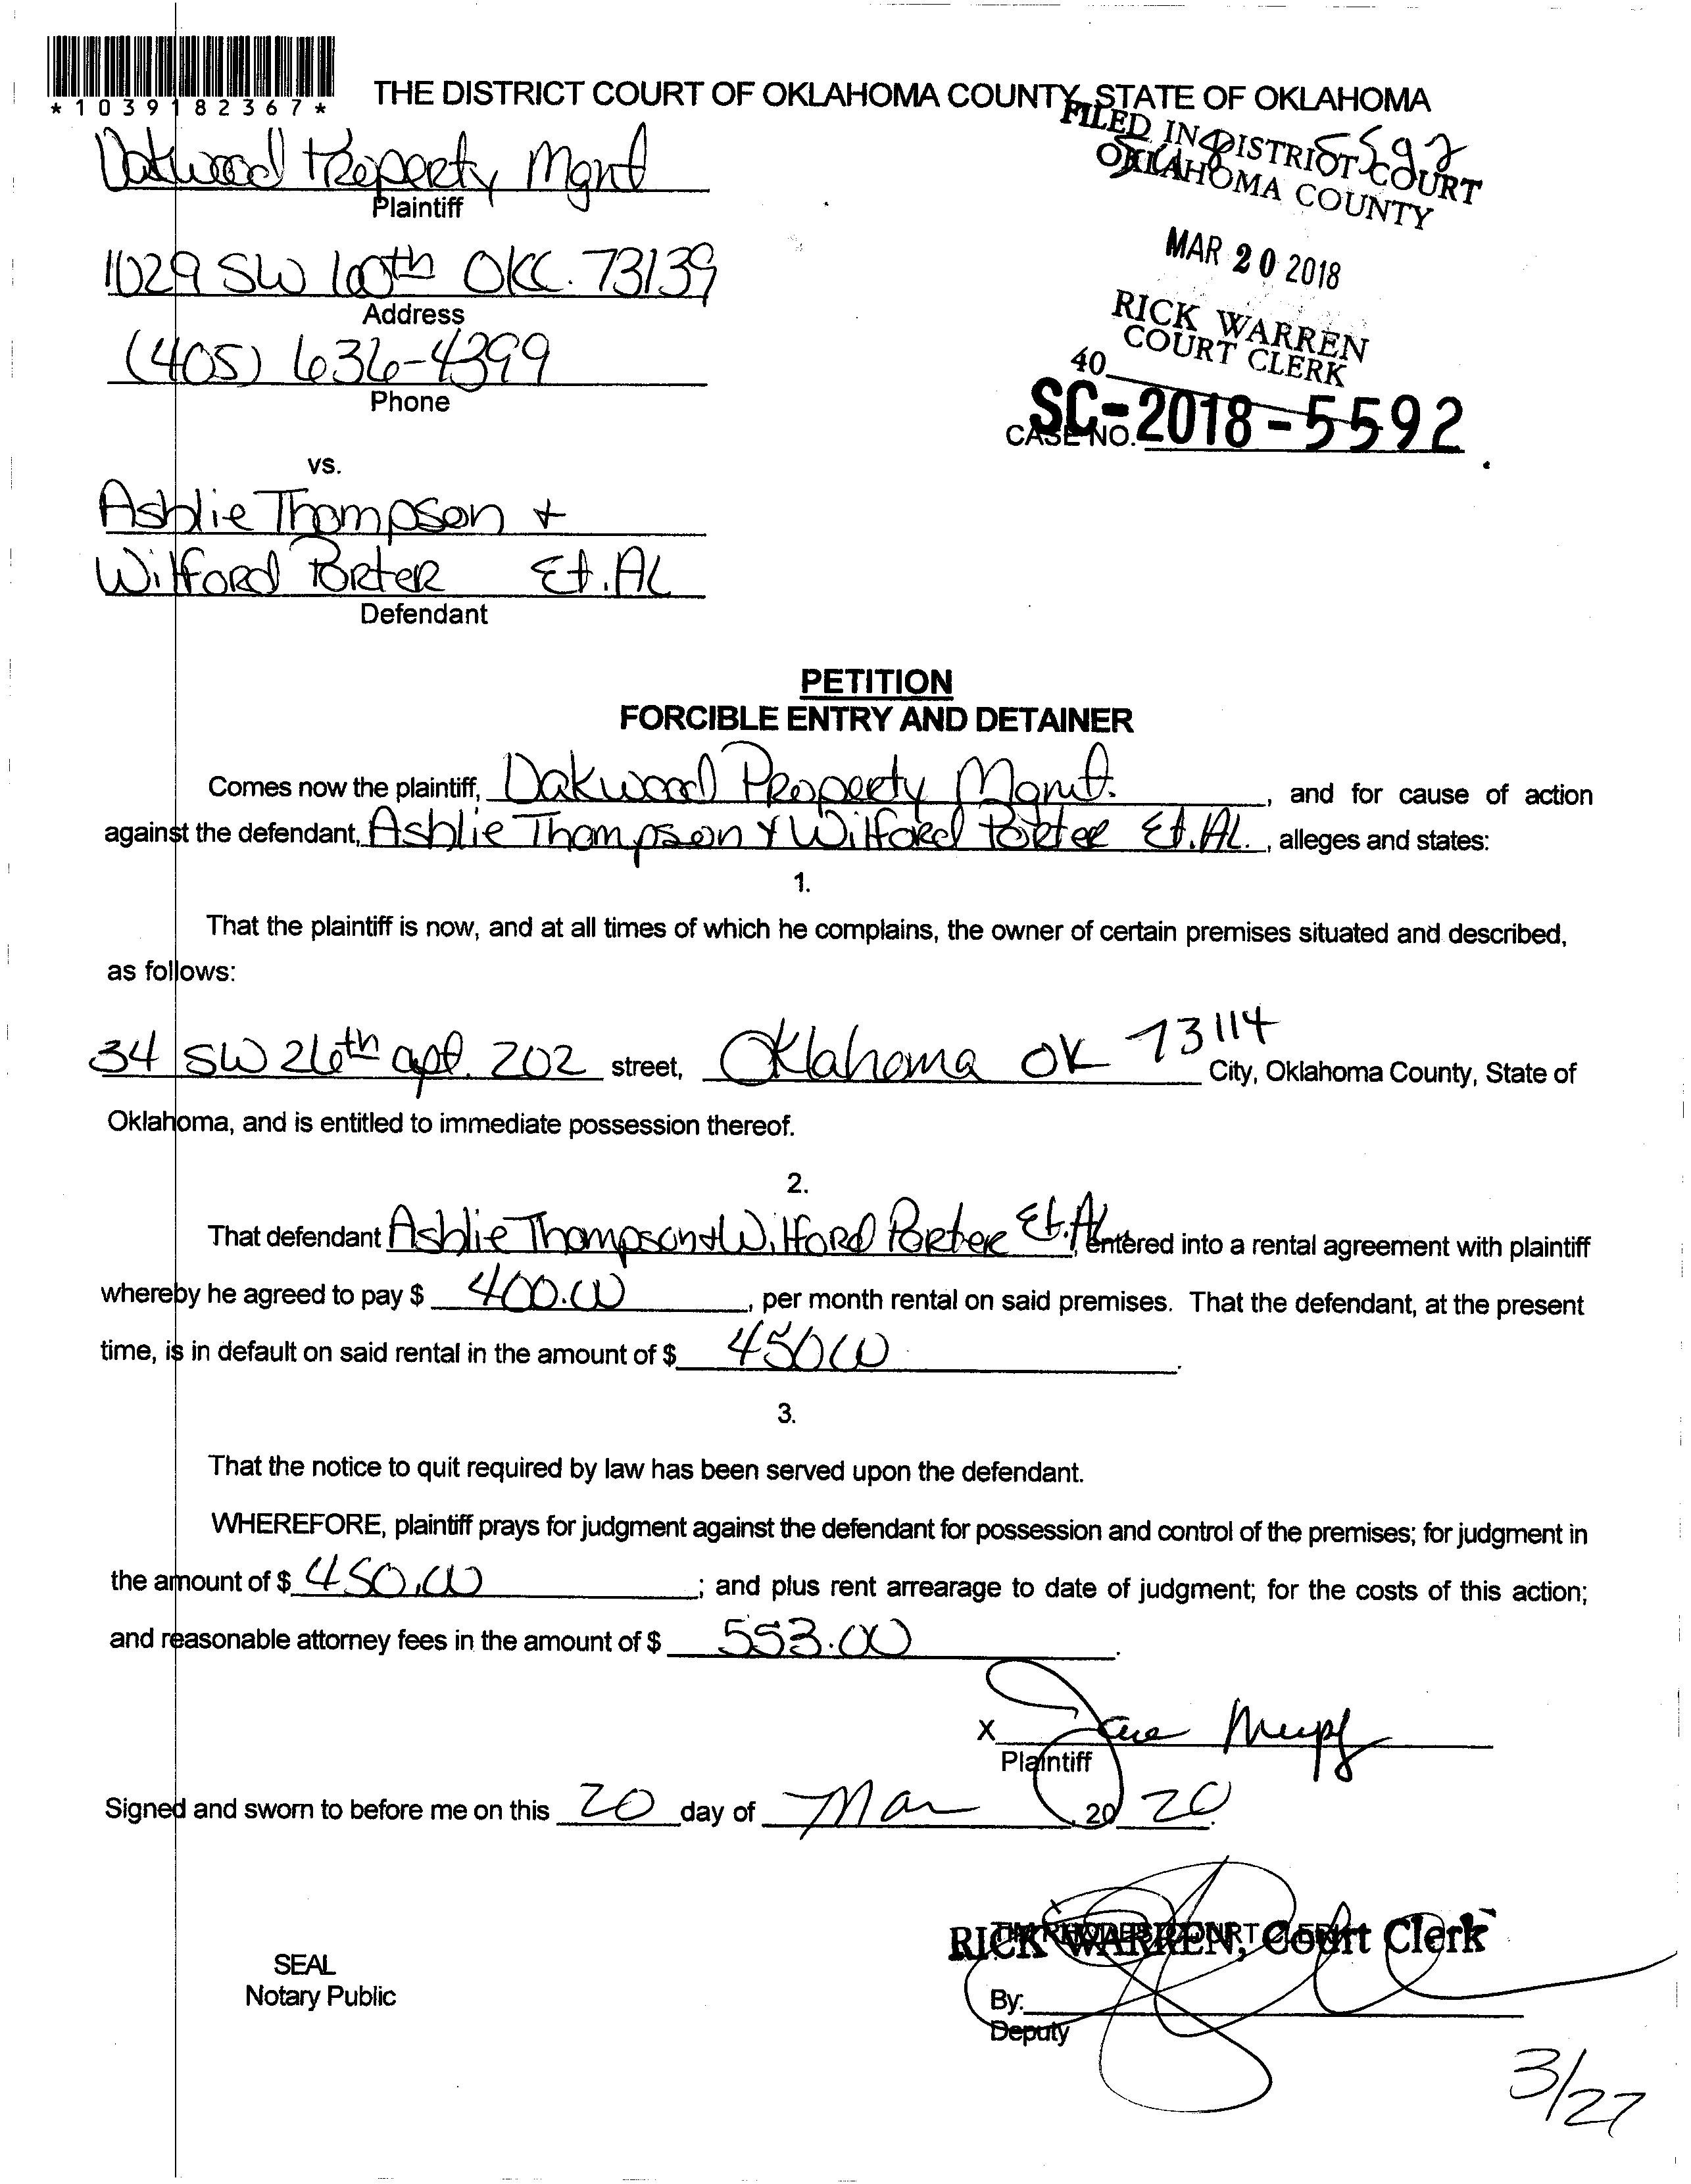 *1039182367*
THE DISTRICT COURT OF OKLAHOMA COUNTY, STATE OF OKLAHOMA
FILED IN DISTRICT COURT
OKLAHOMA COUNTY
5592
MAR 20 2018
RICK WARREN
COURT CLERK
40
Oakwood Property Mgnt
Plaintiff
1029 SW 100th OKC. 73139
Address
(405) 636-4399
Phone
CASE NO. SC-2018-5592
vs.
Ashlie Thompson +
Wilford Porter Et.AL
Defendant
PETITION
FORCIBLE ENTRY AND DETAINER
Comes now the plaintiff, Oakwood Property Mgnt. , and for cause of action
against the defendant, Ashlie Thompson & Wilford Porter Et.AL. , alleges and states:
1.
That the plaintiff is now, and at all times of which he complains, the owner of certain premises situated and described,
as follows:
34 SW 26th apt. 202 street, Oklahoma OK 73114 City, Oklahoma County, State of
Oklahoma, and is entitled to immediate possession thereof.
2.
That defendant Ashlie Thompson + Wilford Porter Et.AL , entered into a rental agreement with plaintiff
whereby he agreed to pay $ 400.00 , per month rental on said premises. That the defendant, at the present
time, is in default on said rental in the amount of $ 45000 .
3.
That the notice to quit required by law has been served upon the defendant.
WHEREFORE, plaintiff prays for judgment against the defendant for possession and control of the premises; for judgment in
the amount of $ 450.00 ; and plus rent arrearage to date of judgment; for the costs of this action;
and reasonable attorney fees in the amount of $ 553.00 .
X
Plaintiff
Signed and sworn to before me on this 20 day of Mar , 20 20 .
RICK WARREN, Court Clerk
SEAL
Notary Public
By:
Deputy
3/27